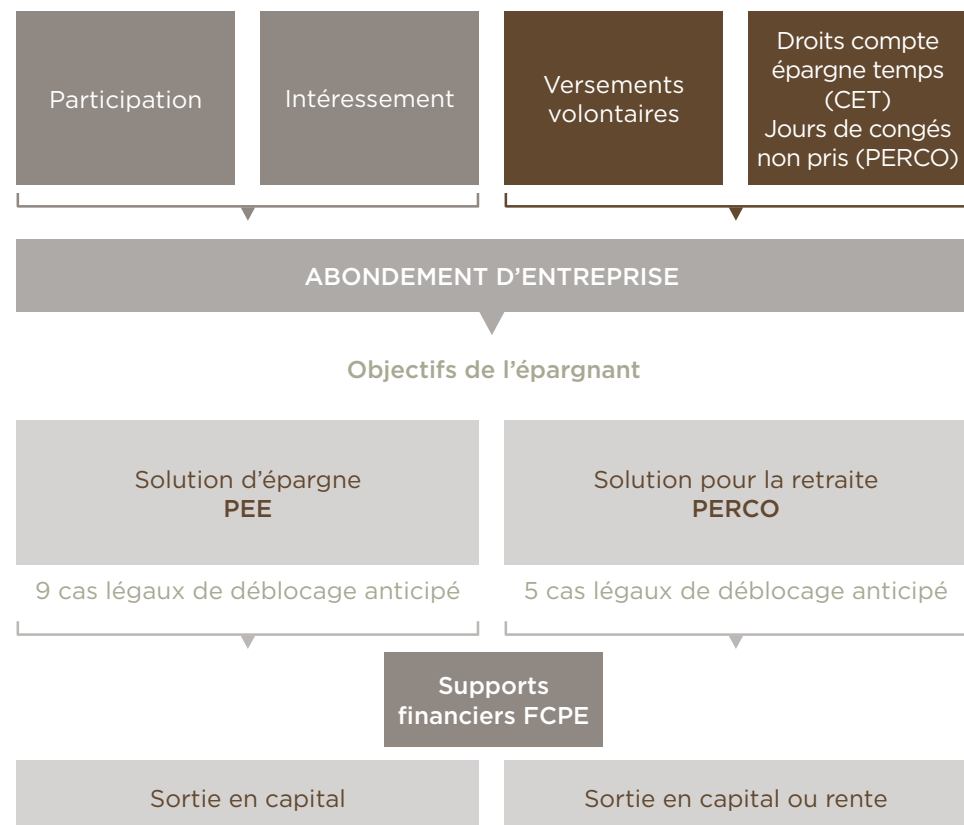 Participation
Intéressement
Versements
volontaires
Droits compte
épargne temps
(CET)
Jours de congés
non pris (PERCO)
ABONDEMENT D’ENTREPRISE
Objectifs de l’épargnant
Solution d’épargne
PEE
Solution pour la retraite
PERCO
9 cas légaux de déblocage anticipé
5 cas légaux de déblocage anticipé
Supports
financiers FCPE
Sortie en capital
Sortie en capital ou rente